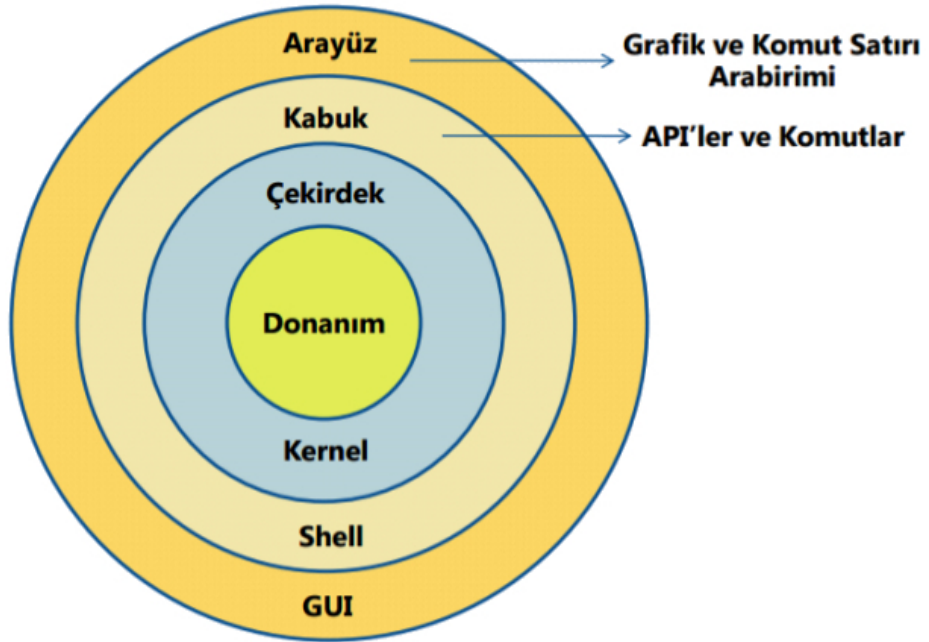 Arayüz
Grafik ve Komut Satırı
Arabirimi
Kabuk
API’ler ve Komutlar
Çekirdek
Donanım
Kernel
Shell
GUI